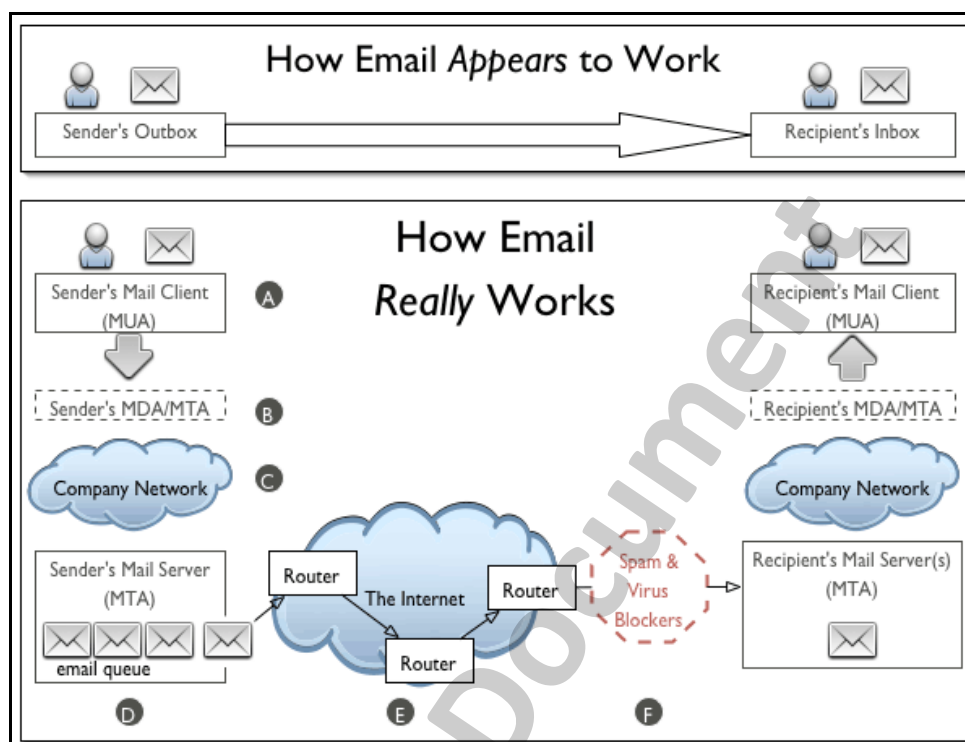 How Email Appears to Work
Sender's Outbox
Recipient's Inbox
How Email
Really Works
Sender's Mail Client
(MUA)
A
Recipient's Mail Client
(MUA)
Sender's MDA/MTA
B
Recipient's MDA/MTA
Company Network
C
Company Network
Sender's Mail Server
(MTA)
email queue
Router
The Internet
Router
Router
Spam &
Virus
Blockers
Recipient's Mail Server(s)
(MTA)
D
E
F
Document